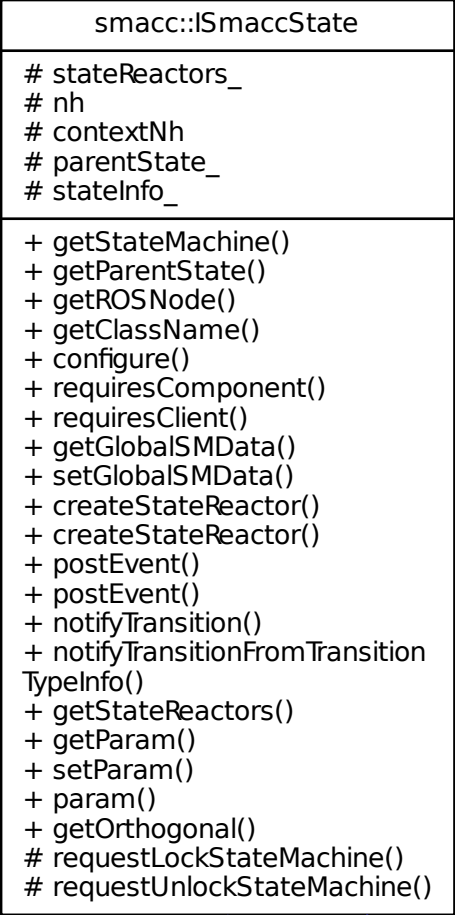 smacc::ISmaccState
# stateReactors_
# nh
# contextNh
# parentState_
# stateInfo_
+ getStateMachine()
+ getParentState()
+ getROSNode()
+ getClassName()
+ configure()
+ requiresComponent()
+ requiresClient()
+ getGlobalSMData()
+ setGlobalSMData()
+ createStateReactor()
+ createStateReactor()
+ postEvent()
+ postEvent()
+ notifyTransition()
+ notifyTransitionFromTransition
TypeInfo()
+ getStateReactors()
+ getParam()
+ setParam()
+ param()
+ getOrthogonal()
# requestLockStateMachine()
# requestUnlockStateMachine()